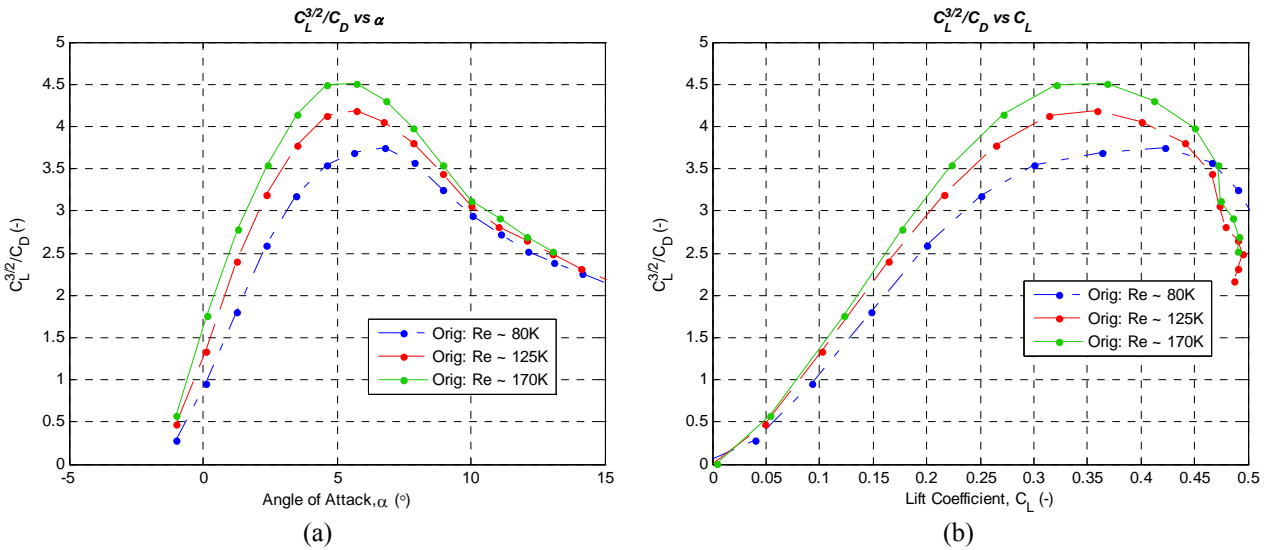 C_L^{3/2}/C_D vs α
5
4.5
4
3.5
3
2.5
2
1.5
1
0.5
0
C_L^{3/2}/C_D (-)
-5
0
5
10
15
Angle of Attack,α (°)
Orig: Re ~ 80K
Orig: Re ~ 125K
Orig: Re ~ 170K
(a)
C_L^{3/2}/C_D vs C_L
5
4.5
4
3.5
3
2.5
2
1.5
1
0.5
0
C_L^{3/2}/C_D (-)
0
0.05
0.1
0.15
0.2
0.25
0.3
0.35
0.4
0.45
0.5
Lift Coefficient, C_L (-)
Orig: Re ~ 80K
Orig: Re ~ 125K
Orig: Re ~ 170K
(b)